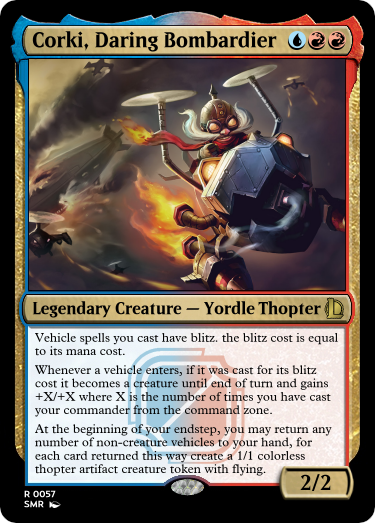 Corki, Daring Bombardier
Legendary Creature — Yordle Thopter
Vehicle spells you cast have blitz. the blitz cost is equal
to its mana cost.
Whenever a vehicle enters, if it was cast for its blitz
cost it becomes a creature until end of turn and gains
+X/+X where X is the number of times you have cast
your commander from the command zone.
At the beginning of your endstep, you may return any
number of non-creature vehicles to your hand, for
each card returned this way create a 1/1 colorless
thopter artifact creature token with flying.
2/2
R 0057
SMR